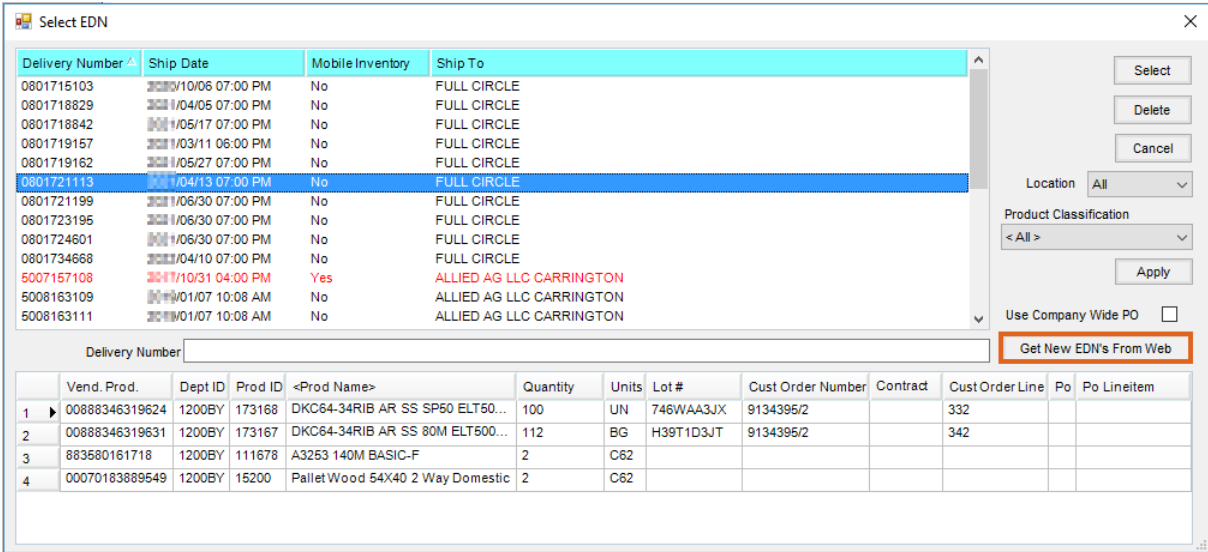 Select EDN
Delivery Number Ship Date Mobile Inventory Ship To
0801715103 /10/06 07:00 PM No FULL CIRCLE
0801718829 /04/05 07:00 PM No FULL CIRCLE
0801718842 /05/17 07:00 PM No FULL CIRCLE
0801719157 /03/11 06:00 PM No FULL CIRCLE
0801719162 /05/27 07:00 PM No FULL CIRCLE
0801721113 /04/13 07:00 PM No FULL CIRCLE
0801721199 /06/30 07:00 PM No FULL CIRCLE
0801723195 /06/30 07:00 PM No FULL CIRCLE
0801724601 /06/30 07:00 PM No FULL CIRCLE
0801734668 /04/10 07:00 PM No FULL CIRCLE
5007157108 /10/31 04:00 PM Yes ALLIED AG LLC CARRINGTON
5008163109 /01/07 10:08 AM No ALLIED AG LLC CARRINGTON
5008163111 /01/07 10:08 AM No ALLIED AG LLC CARRINGTON
Select
Delete
Cancel
Location All
Product Classification
< All >
Apply
Use Company Wide PO
Delivery Number
Get New EDN's From Web
Vend. Prod. Dept ID Prod ID <Prod Name> Quantity Units Lot # Cust Order Number Contract Cust Order Line Po Po Lineitem
1 00888346319624 1200BY 173168 DKC64-34RIB AR SS SP50 ELT50... 100 UN 746WAA3JX 9134395/2 332
2 00888346319631 1200BY 173167 DKC64-34RIB AR SS 80M ELT500... 112 BG H39T1D3JT 9134395/2 342
3 883580161718 1200BY 111678 A3253 140M BASIC-F 2 C62
4 00070183889549 1200BY 15200 Pallet Wood 54X40 2 Way Domestic 2 C62